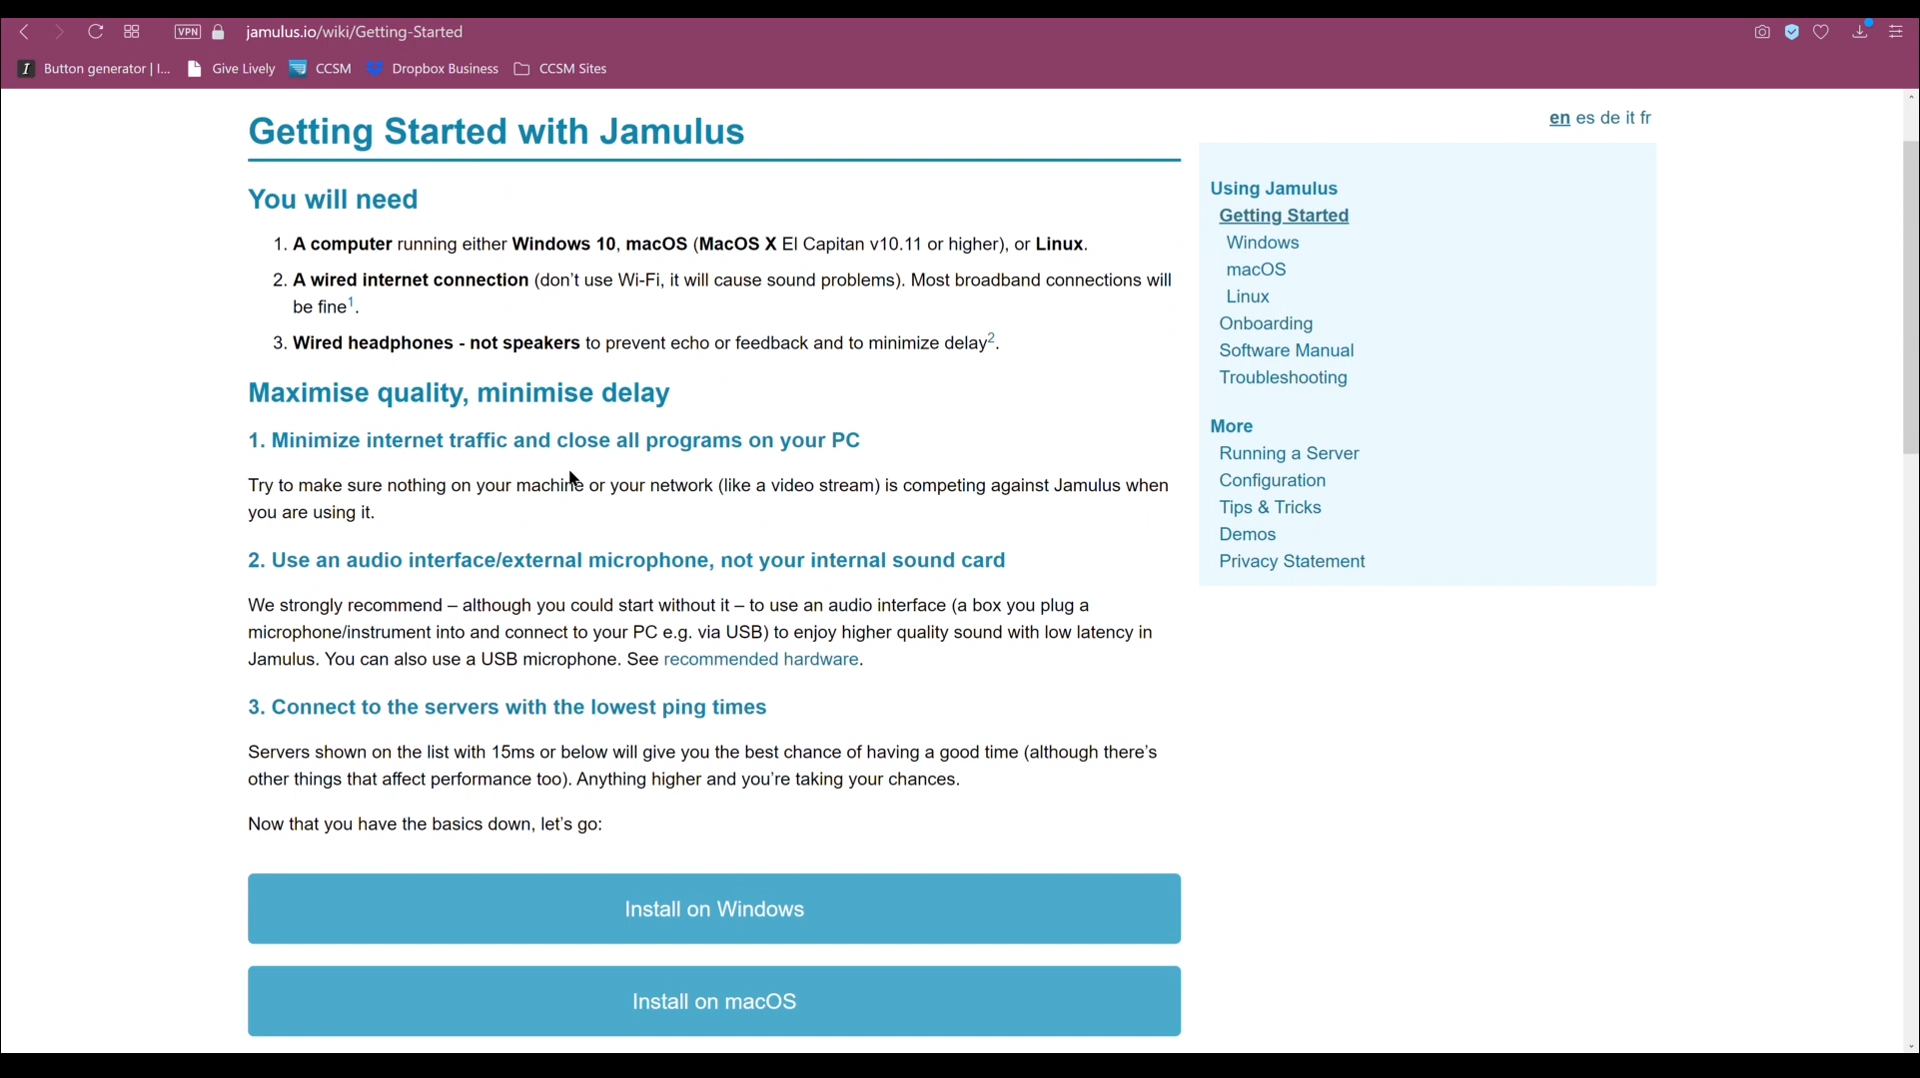 VPN jamulus.io/wiki/Getting-Started
I Button generator | I... Give Lively CCSM Dropbox Business CCSM Sites
en es de it fr
Getting Started with Jamulus
You will need
1. A computer running either Windows 10, macOS (MacOS X El Capitan v10.11 or higher), or Linux.
2. A wired internet connection (don't use Wi-Fi, it will cause sound problems). Most broadband connections will
be fine1.
3. Wired headphones - not speakers to prevent echo or feedback and to minimize delay2.
Maximise quality, minimise delay
1. Minimize internet traffic and close all programs on your PC
Try to make sure nothing on your machine or your network (like a video stream) is competing against Jamulus when
you are using it.
2. Use an audio interface/external microphone, not your internal sound card
We strongly recommend – although you could start without it – to use an audio interface (a box you plug a
microphone/instrument into and connect to your PC e.g. via USB) to enjoy higher quality sound with low latency in
Jamulus. You can also use a USB microphone. See recommended hardware.
3. Connect to the servers with the lowest ping times
Servers shown on the list with 15ms or below will give you the best chance of having a good time (although there's
other things that affect performance too). Anything higher and you're taking your chances.
Now that you have the basics down, let's go:
Install on Windows
Install on macOS
Using Jamulus
Getting Started
Windows
macOS
Linux
Onboarding
Software Manual
Troubleshooting
More
Running a Server
Configuration
Tips & Tricks
Demos
Privacy Statement